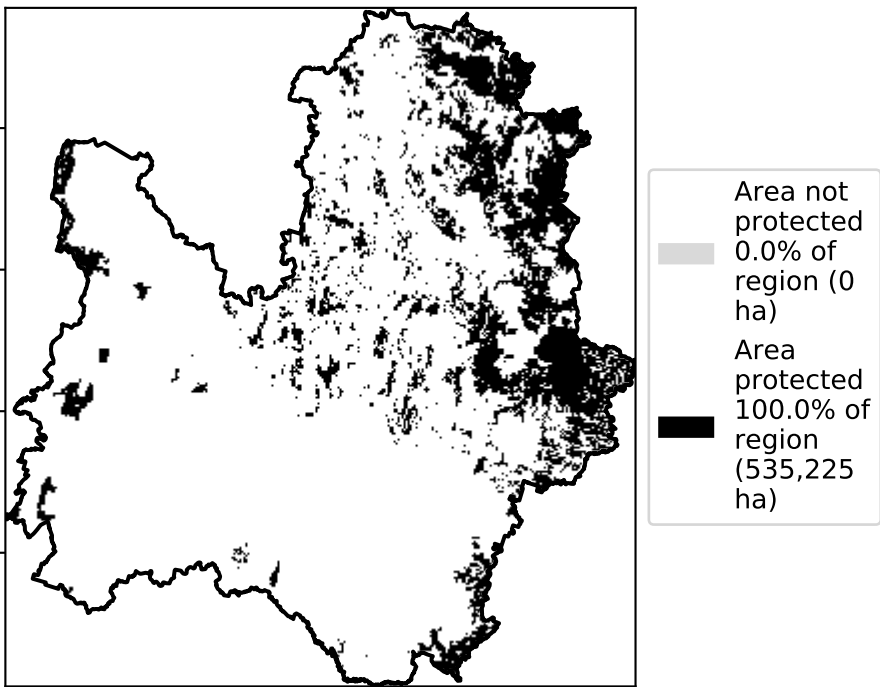 Area not
protected
0.0% of
region (0
ha)
Area
protected
100.0% of
region
(535,225
ha)